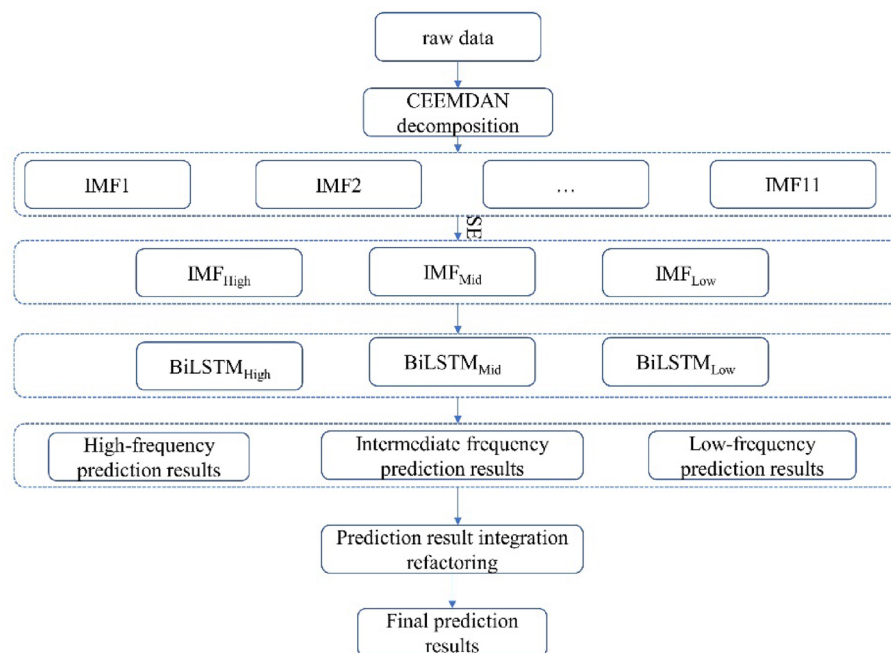 raw data
CEEMDAN
decomposition
IMF1
IMF2
...
IMF11
SE
IMFHigh
IMFMid
IMFLow
BiLSTMHigh
BiLSTMMid
BiLSTMLow
High-frequency
prediction results
Intermediate frequency
prediction results
Low-frequency
prediction results
Prediction result integration
refactoring
Final prediction
results